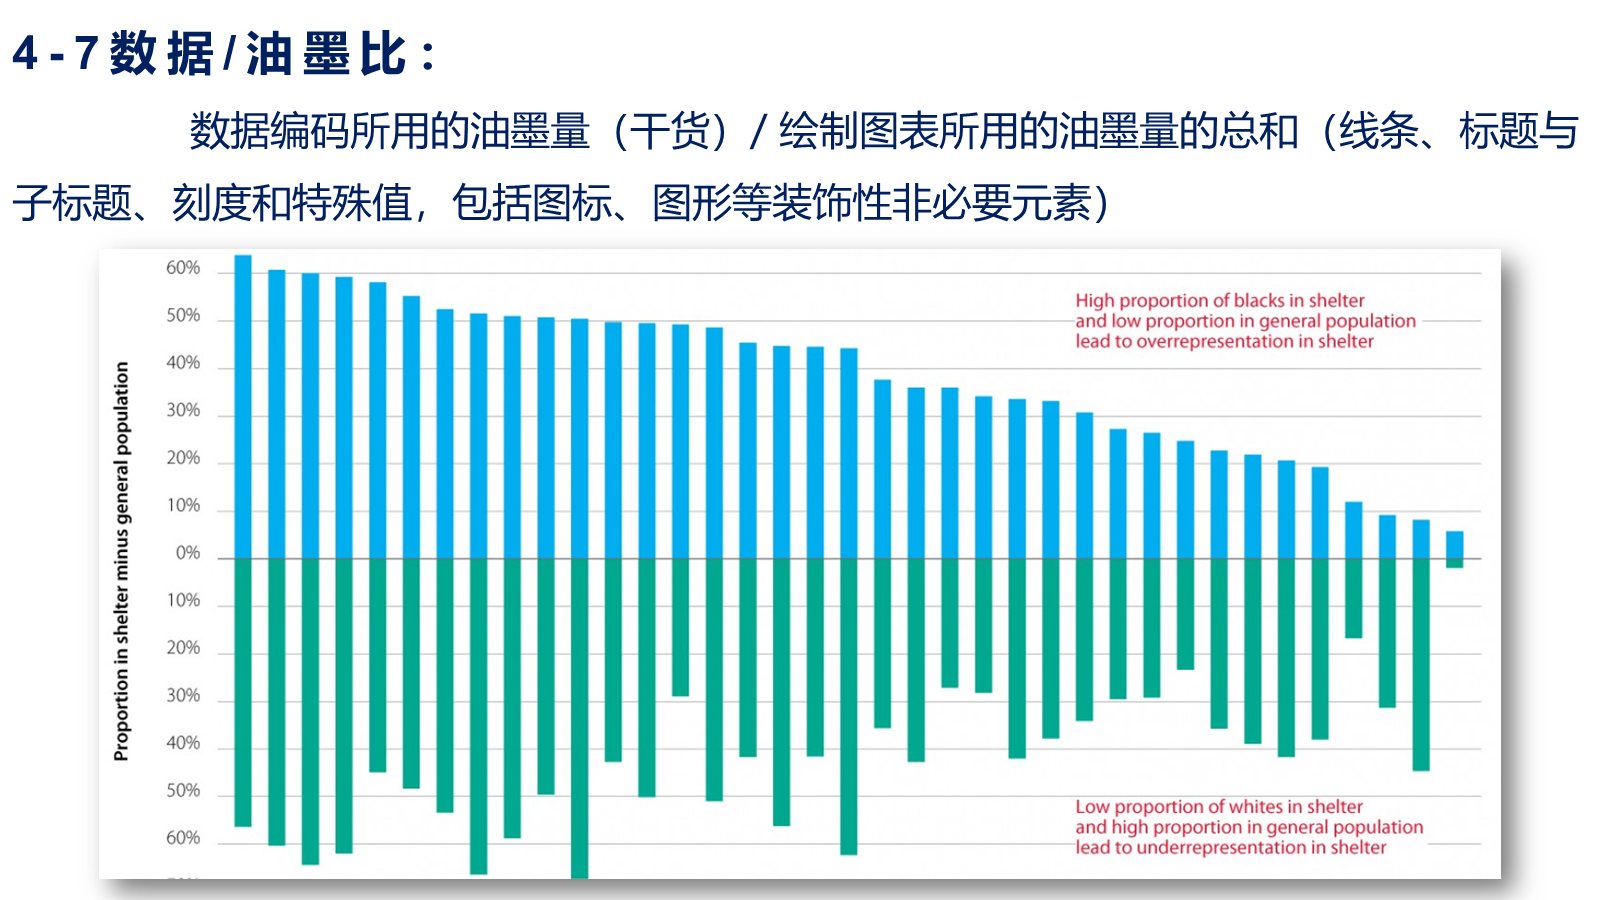 4-7数据/油墨比：
数据编码所用的油墨量（干货）/ 绘制图表所用的油墨量的总和（线条、标题与
子标题、刻度和特殊值，包括图标、图形等装饰性非必要元素）
Proportion in shelter minus general population
60%
50%
40%
30%
20%
10%
0%
10%
20%
30%
40%
50%
60%
High proportion of blacks in shelter
and low proportion in general population
lead to overrepresentation in shelter
Low proportion of whites in shelter
and high proportion in general population
lead to underrepresentation in shelter